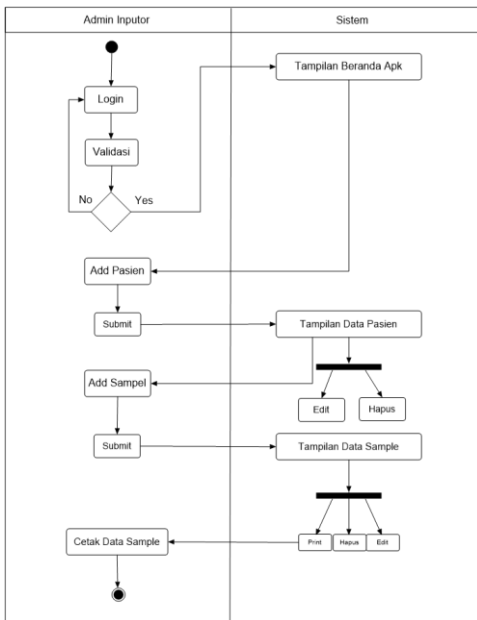 Admin Inputor
Sistem
Tampilan Beranda Apk
Login
Validasi
No
Yes
Add Pasien
Submit
Tampilan Data Pasien
Add Sampel
Edit
Hapus
Submit
Tampilan Data Sample
Cetak Data Sample
Print
Hapus
Edit